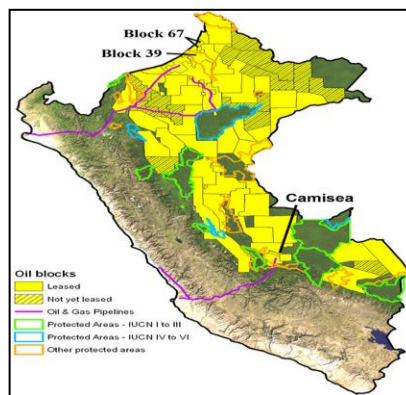 Block 67
Block 39
Camisea
Oil blocks
Leased
Not yet leased
Oil & Gas Pipelines
Protected Areas - IUCN I to III
Protected Areas - IUCN IV to VI
Other protected areas